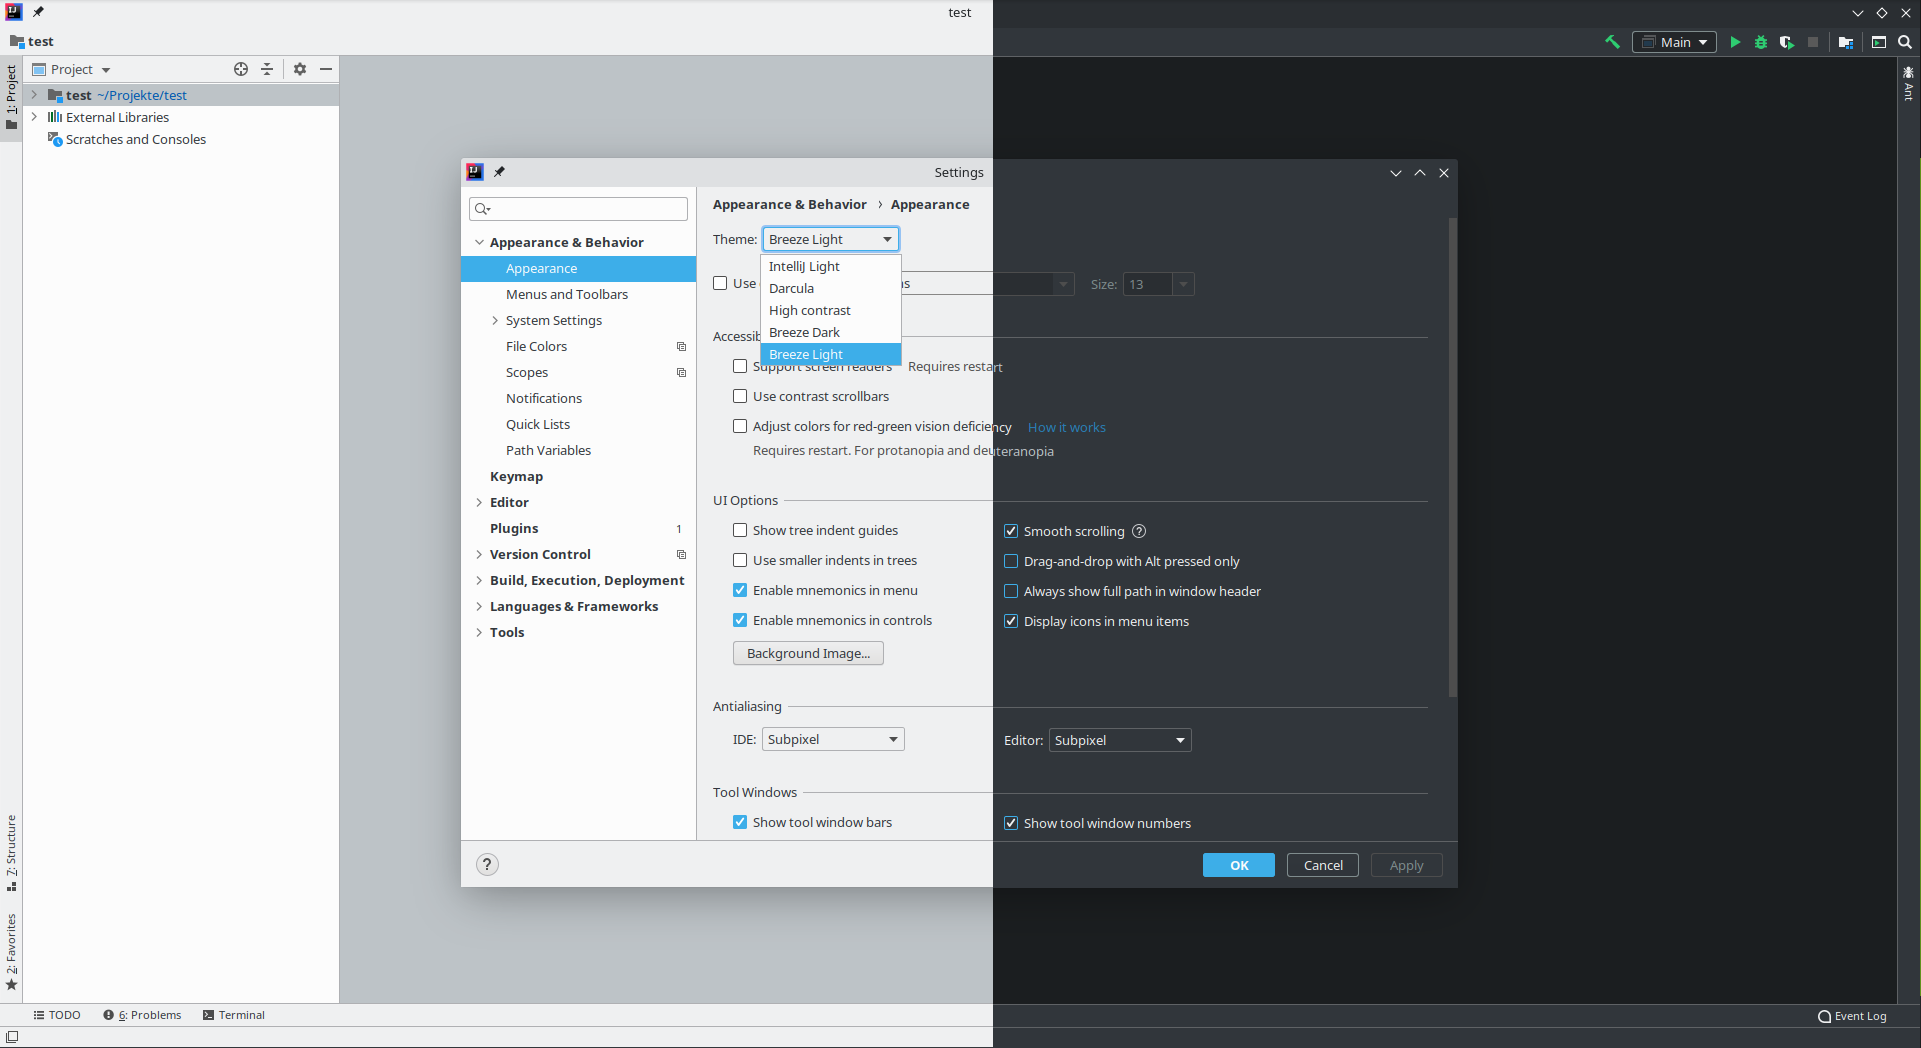 test
test
Main
1: Project
Project
test ~/Projekte/test
External Libraries
Scratches and Consoles
Ant
Settings
Appearance & Behavior › Appearance
Theme: Breeze Light
IntelliJ Light
Darcula
High contrast
Breeze Dark
Breeze Light
Use
Size: 13
Appearance & Behavior
Appearance
Menus and Toolbars
System Settings
File Colors
Scopes
Notifications
Quick Lists
Path Variables
Keymap
Editor
Plugins 1
Version Control
Build, Execution, Deployment
Languages & Frameworks
Tools
Support screen readers Requires restart
Use contrast scrollbars
Adjust colors for red-green vision deficiency How it works
Requires restart. For protanopia and deuteranopia
UI Options
Show tree indent guides
Smooth scrolling
Use smaller indents in trees
Drag-and-drop with Alt pressed only
Enable mnemonics in menu
Always show full path in window header
Enable mnemonics in controls
Display icons in menu items
Background Image...
Antialiasing
IDE: Subpixel
Editor: Subpixel
Tool Windows
Show tool window bars
Show tool window numbers
?
OK
Cancel
Apply
7: Structure
2: Favorites
TODO
6: Problems
Terminal
Event Log